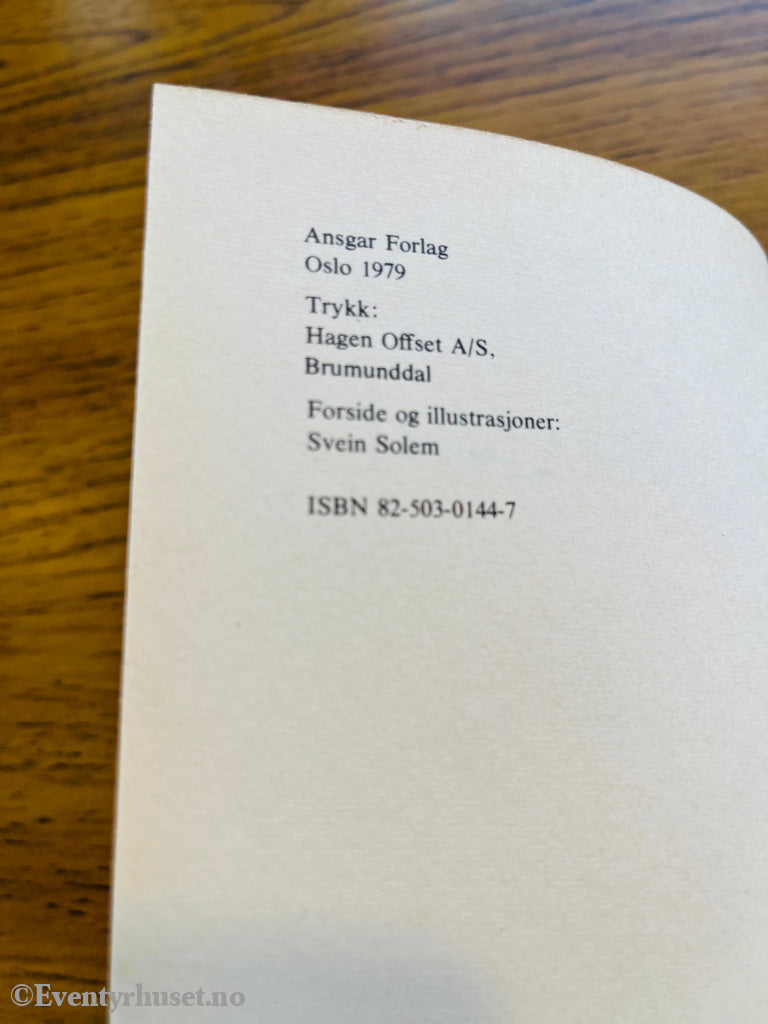 Ansgar Forlag
Oslo 1979
Trykk:
Hagen Offset A/S,
Brumunddal
Forside og illustrasjoner:
Svein Solem
ISBN 82-503-0144-7
©Eventyrhuset.no